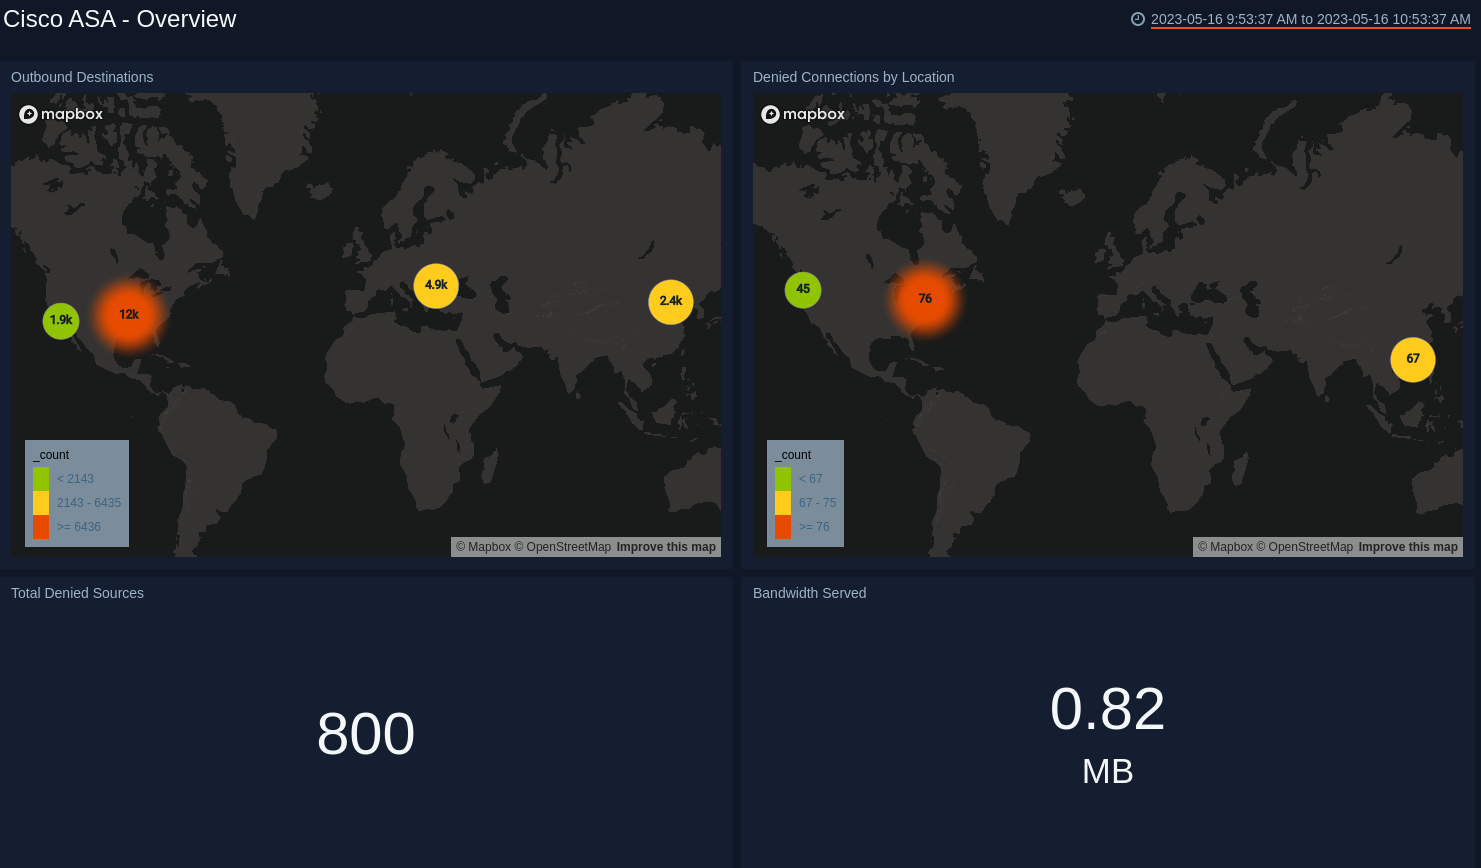 Cisco ASA - Overview
2023-05-16 9:53:37 AM to 2023-05-16 10:53:37 AM
Outbound Destinations
mapbox
1.9k
12k
4.9k
2.4k
_count
< 2143
2143 - 6435
>= 6436
© Mapbox © OpenStreetMap Improve this map
Denied Connections by Location
mapbox
45
76
67
_count
< 67
67 - 75
>= 76
© Mapbox © OpenStreetMap Improve this map
Total Denied Sources
800
Bandwidth Served
0.82
MB